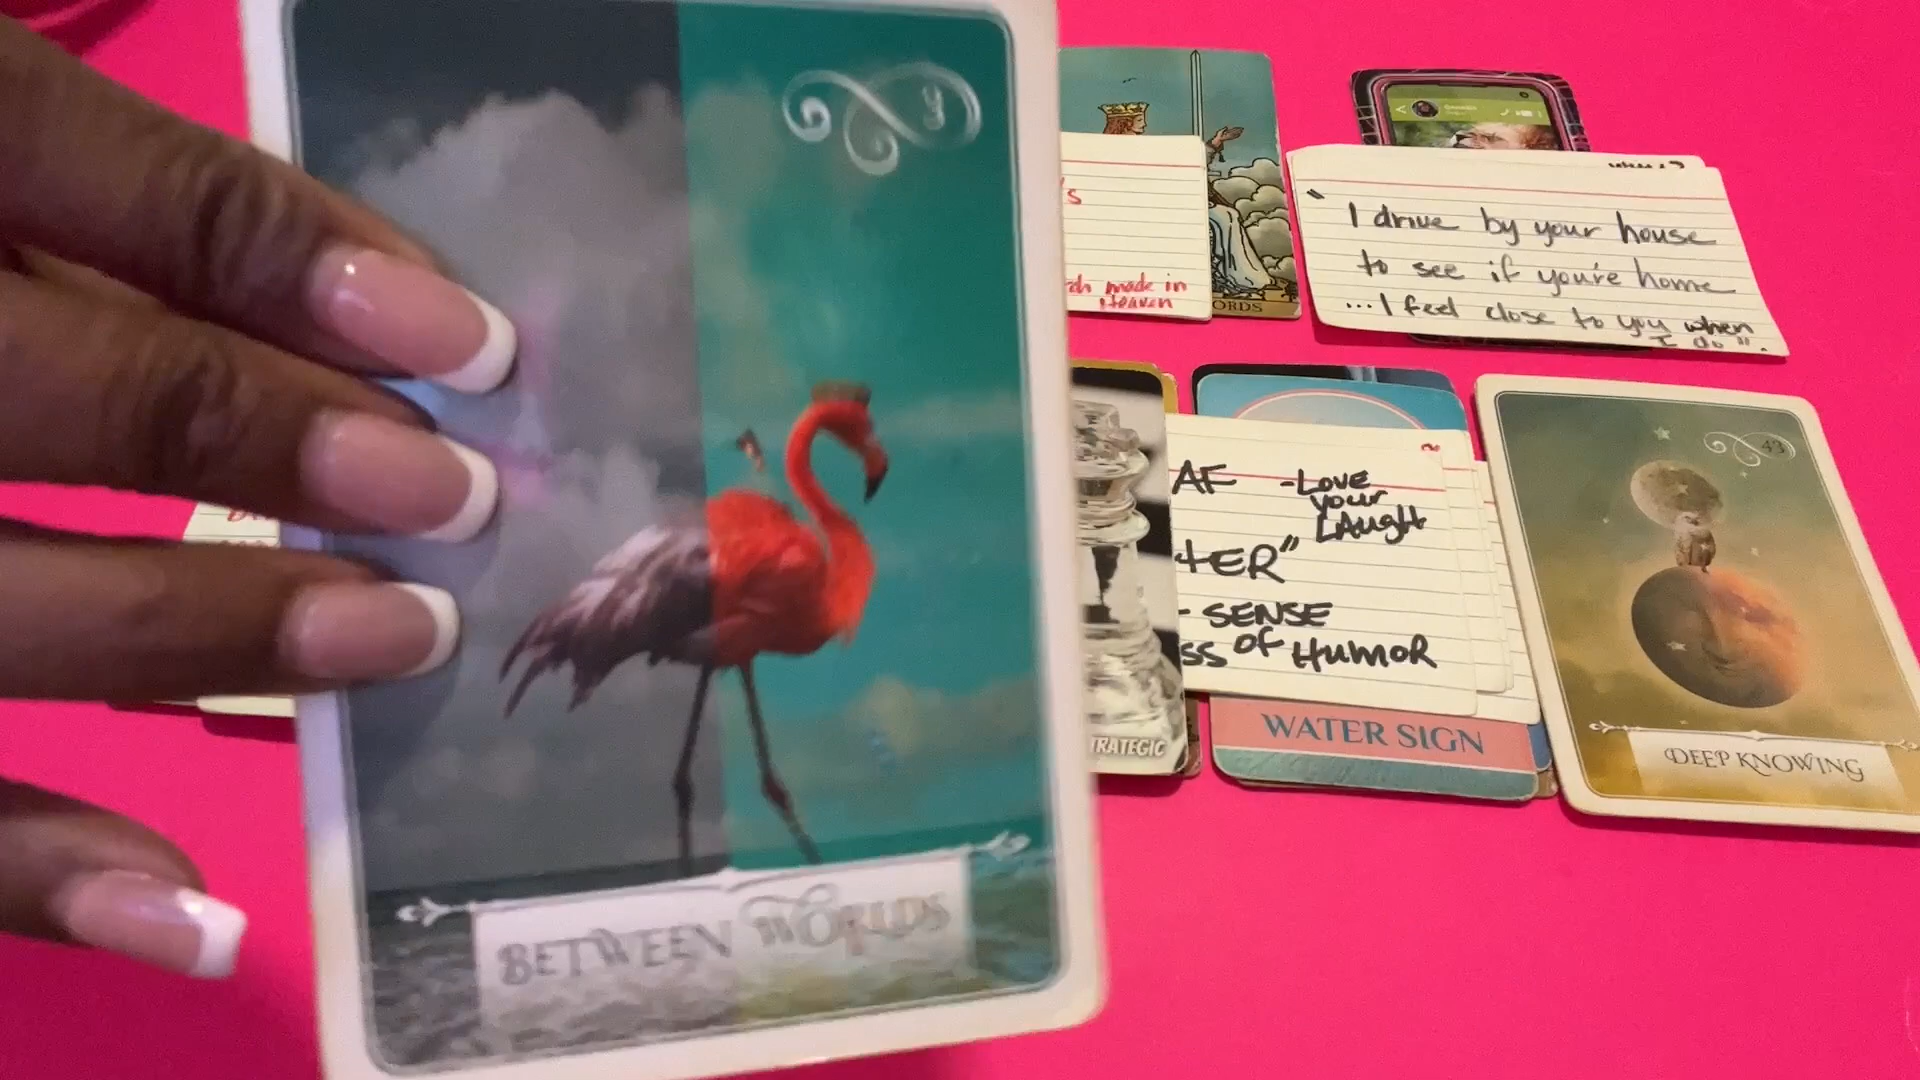 BETWEEN WORLDS
made in
Heaven
ORDS
" I drive by your house
to see if you're home
...I feel close to you when
I do".
AF - LOVE
your
LAugh
TER"
- SENSE
SS OF HUMOR
TRATEGIC
WATER SIGN
43
DEEP KNOWING